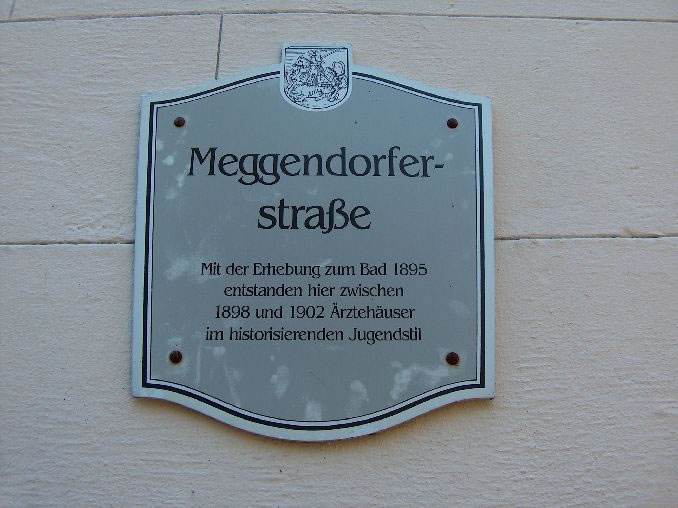 Meggendorfer-
straße
Mit der Erhebung zum Bad 1895
entstanden hier zwischen
1898 und 1902 Ärztehäuser
im historisierenden Jugendstil